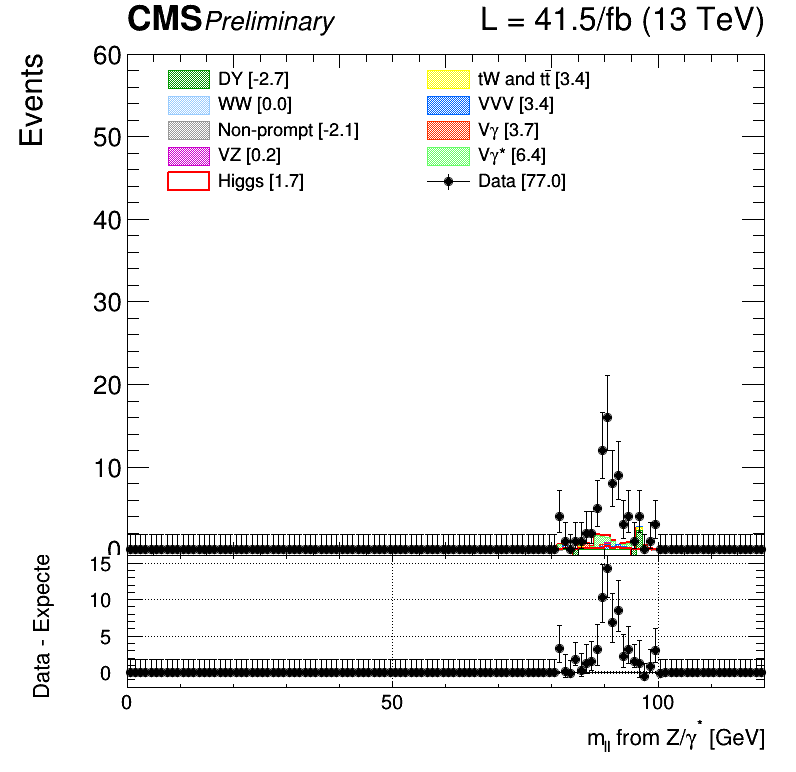 CMS Preliminary L = 41.5/fb (13 TeV)
Events
60
50
40
30
20
10
0
DY [-2.7]
WW [0.0]
Non-prompt [-2.1]
VZ [0.2]
Higgs [1.7]
tW and tt̄ [3.4]
VVV [3.4]
Vγ [3.7]
Vγ* [6.4]
Data [77.0]
Data - Expecte
15
10
5
0
0 50 100
m_ll from Z/γ* [GeV]